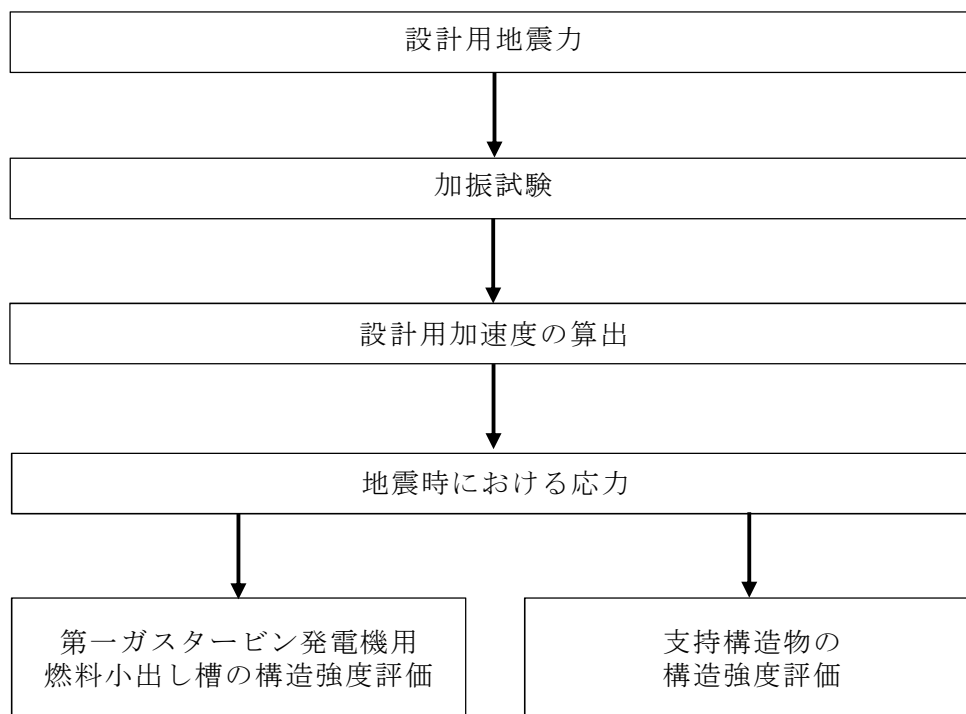 設計用地震力
加振試験
設計用加速度の算出
地震時における応力
第一ガスタービン発電機用
燃料小出し槽の構造強度評価
支持構造物の
構造強度評価